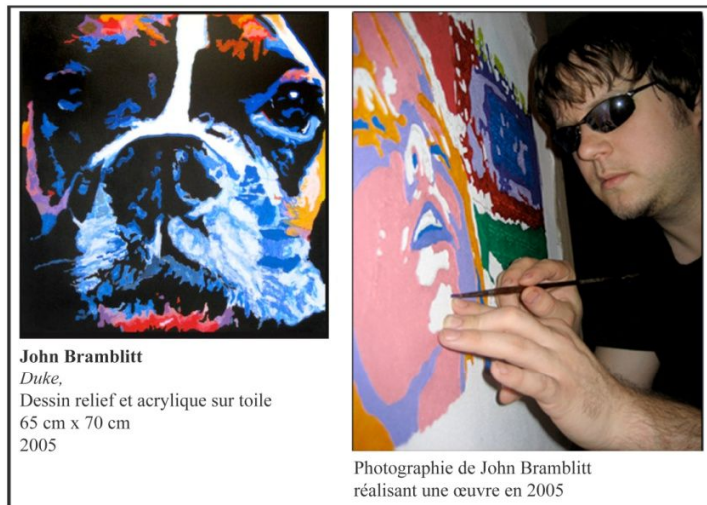 John Bramblitt
Duke,
Dessin relief et acrylique sur toile
65 cm x 70 cm
2005
Photographie de John Bramblitt
réalisant une œuvre en 2005